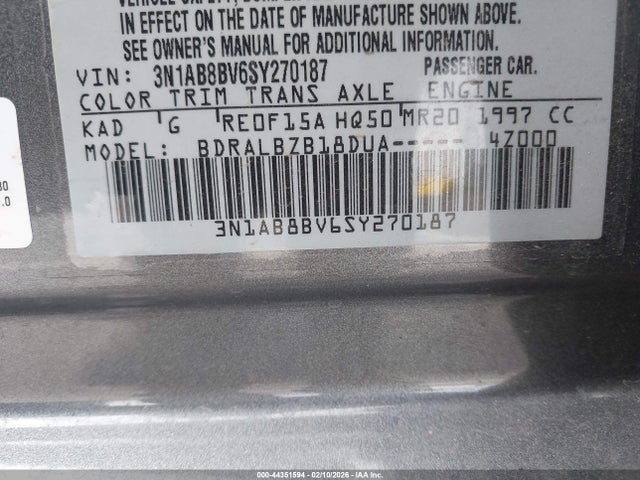 IN EFFECT ON THE DATE OF MANUFACTURE SHOWN ABOVE.
SEE OWNER'S MANUAL FOR ADDITIONAL INFORMATION.
VIN: 3N1AB8BV6SY270187 PASSENGER CAR.
COLOR TRIM TRANS AXLE ENGINE
KAD G RE0F15A HQ50 MR20 1997 CC
MODEL: BDRALBZB18DUA----- 4Z000
3N1AB8BV6SY270187
000-44351594 - 02/10/2026 - IAAI Inc.